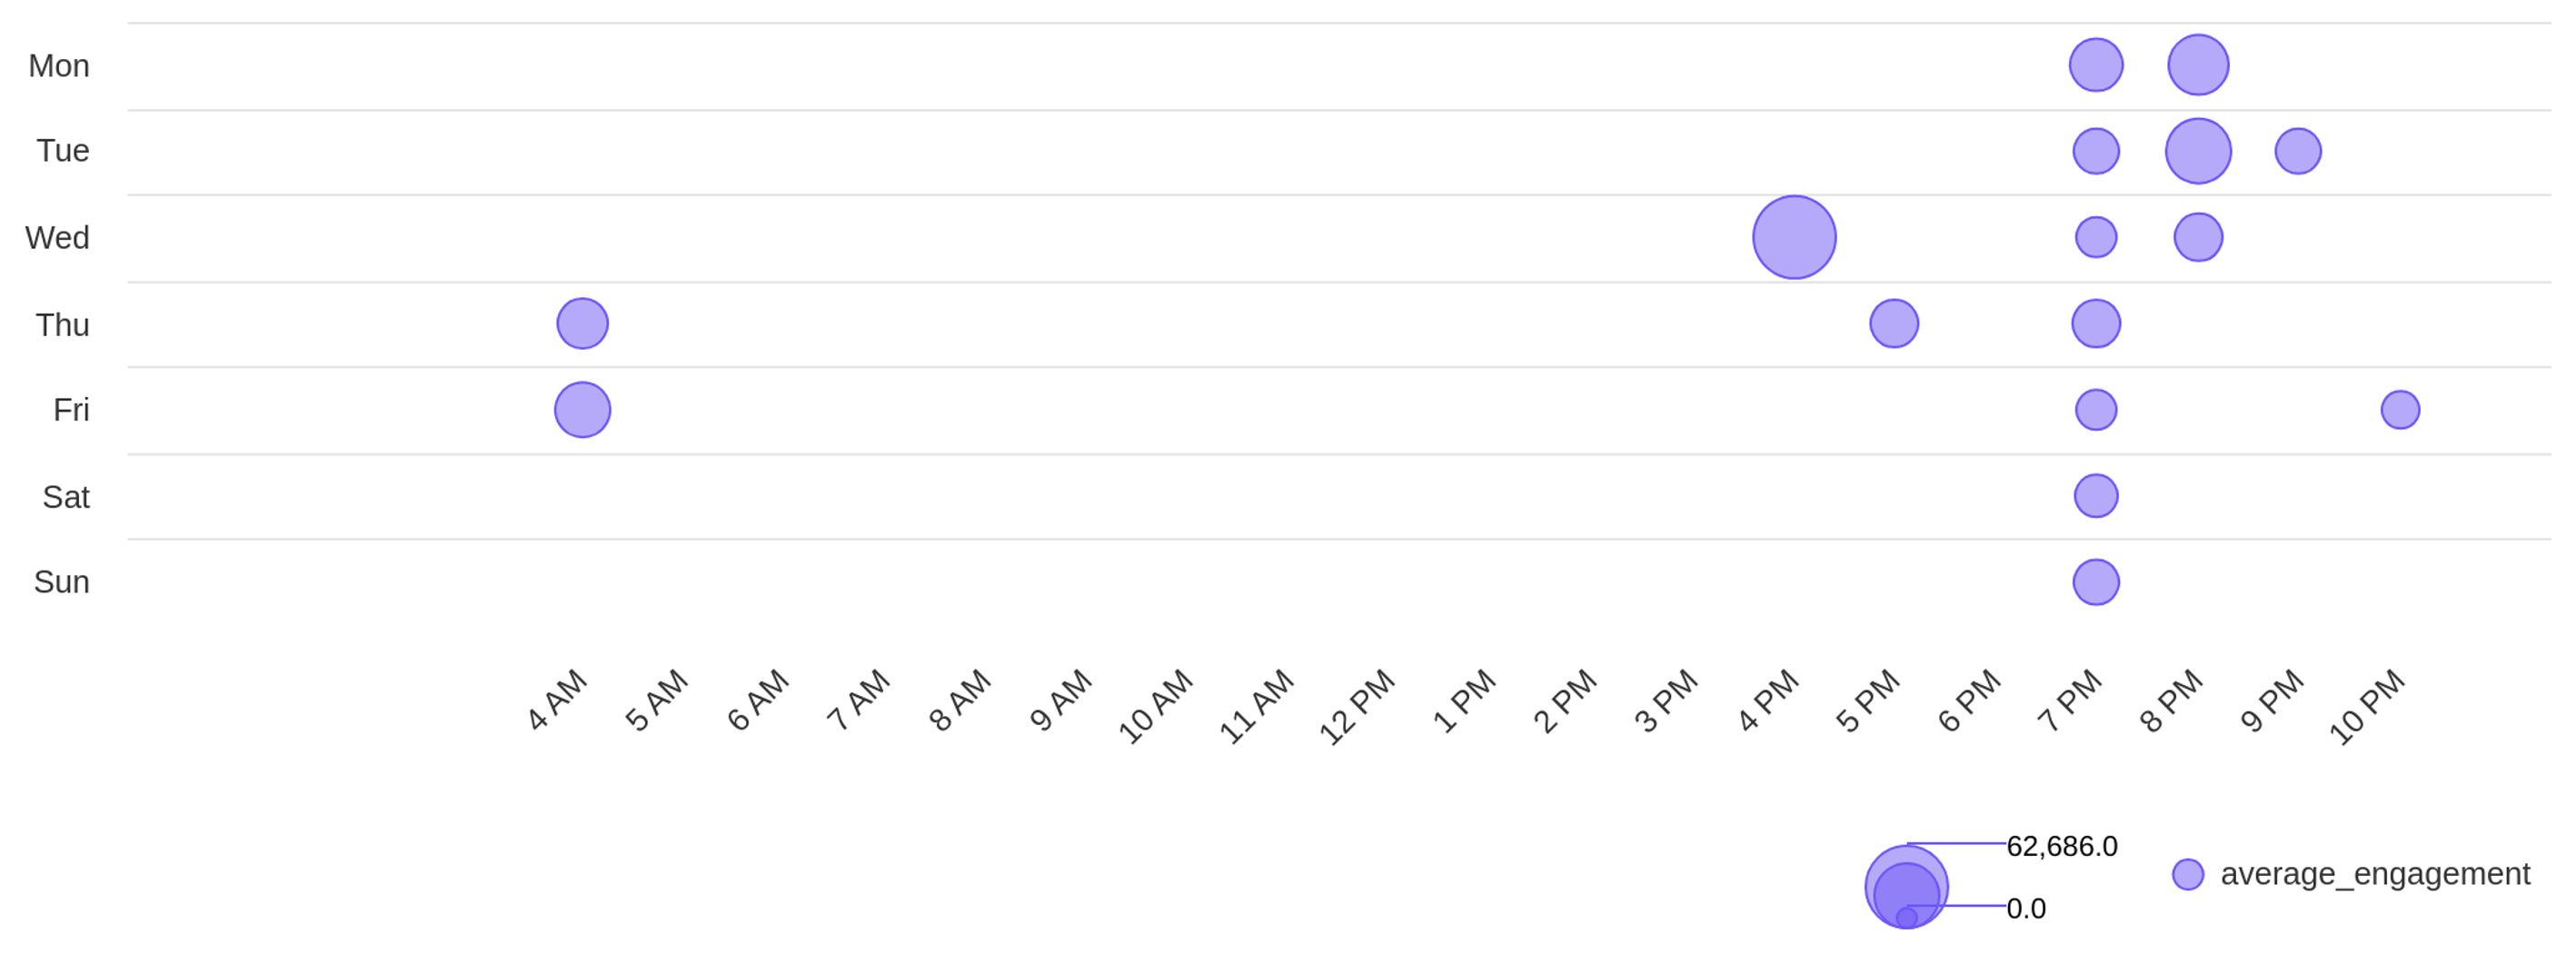 Mon
Tue
Wed
Thu
Fri
Sat
Sun
4 AM
5 AM
6 AM
7 AM
8 AM
9 AM
10 AM
11 AM
12 PM
1 PM
2 PM
3 PM
4 PM
5 PM
6 PM
7 PM
8 PM
9 PM
10 PM
62,686.0
0.0
average_engagement